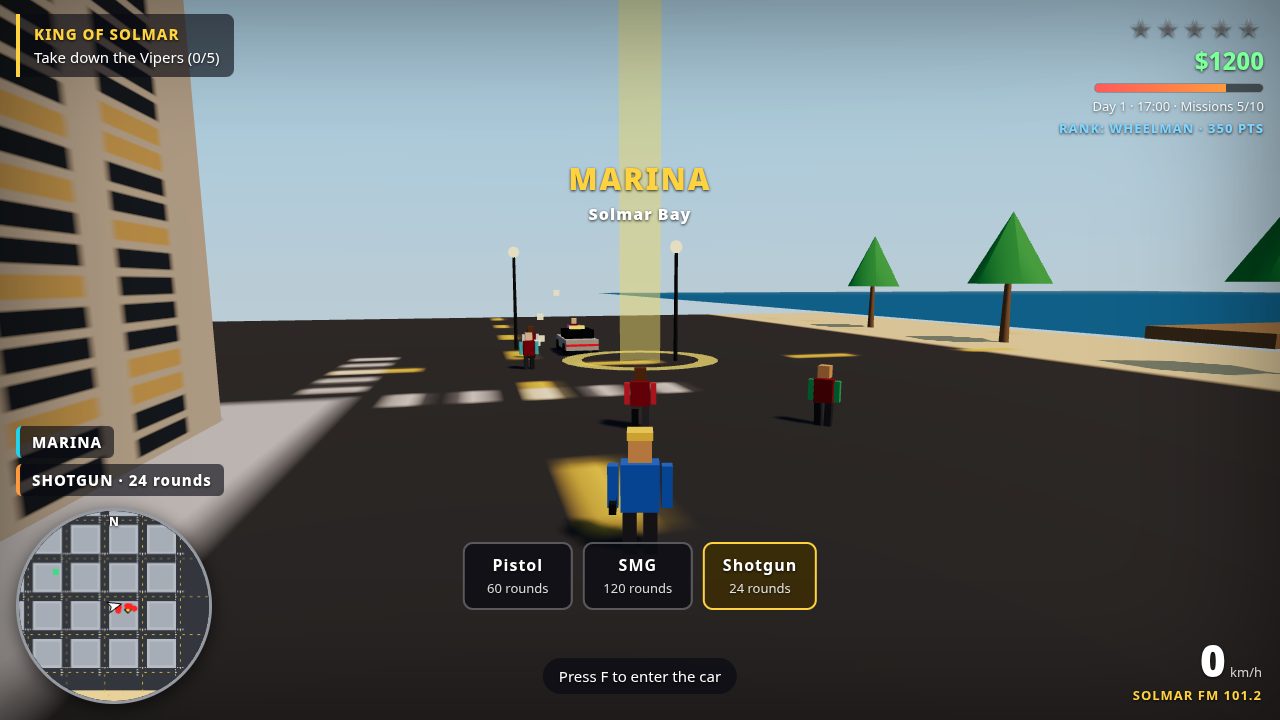 KING OF SOLMAR
Take down the Vipers (0/5)
$1200
Day 1 · 17:00 · Missions 5/10
RANK: WHEELMAN · 350 PTS
MARINA
Solmar Bay
MARINA
SHOTGUN · 24 rounds
N
Pistol
60 rounds
SMG
120 rounds
Shotgun
24 rounds
Press F to enter the car
0 km/h
SOLMAR FM 101.2